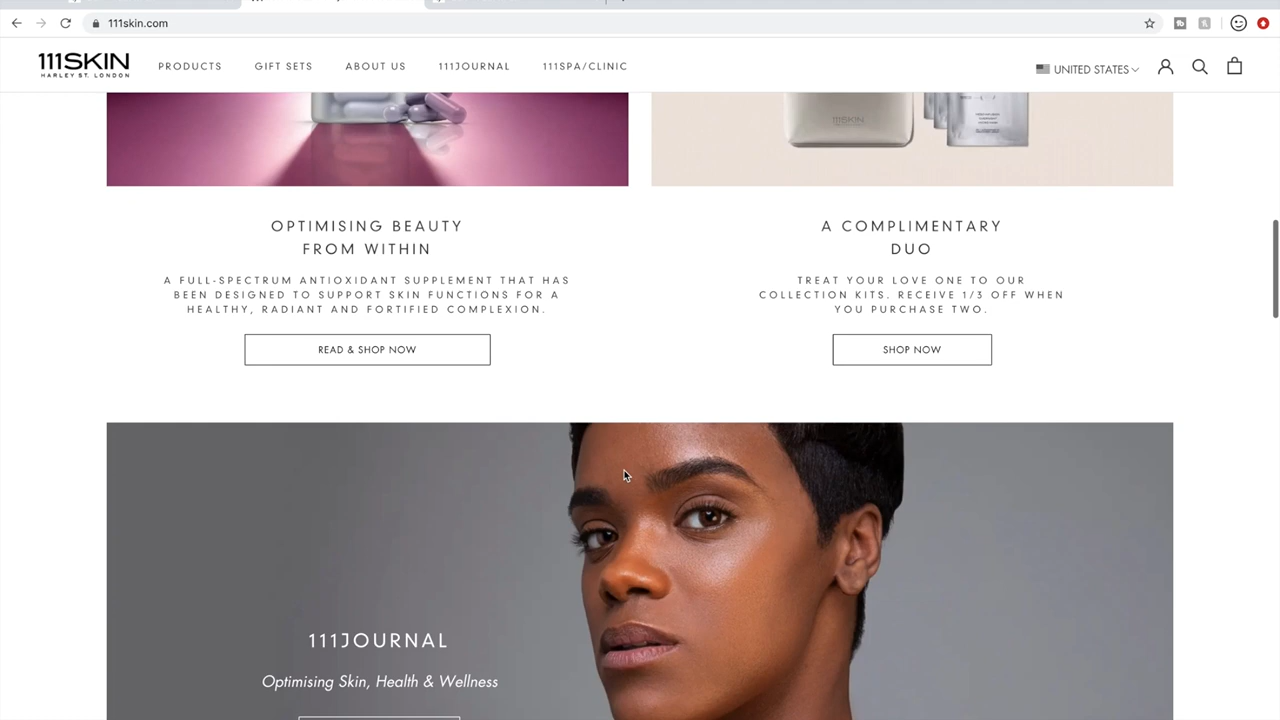 111skin.com
111SKIN
HARLEY ST. LONDON
PRODUCTS
GIFT SETS
ABOUT US
111JOURNAL
111SPA/CLINIC
UNITED STATES
111SKIN
OPTIMISING BEAUTY
FROM WITHIN
A FULL-SPECTRUM ANTIOXIDANT SUPPLEMENT THAT HAS
BEEN DESIGNED TO SUPPORT SKIN FUNCTIONS FOR A
HEALTHY, RADIANT AND FORTIFIED COMPLEXION.
READ & SHOP NOW
A COMPLIMENTARY
DUO
TREAT YOUR LOVE ONE TO OUR
COLLECTION KITS. RECEIVE 1/3 OFF WHEN
YOU PURCHASE TWO.
SHOP NOW
111JOURNAL
Optimising Skin, Health & Wellness